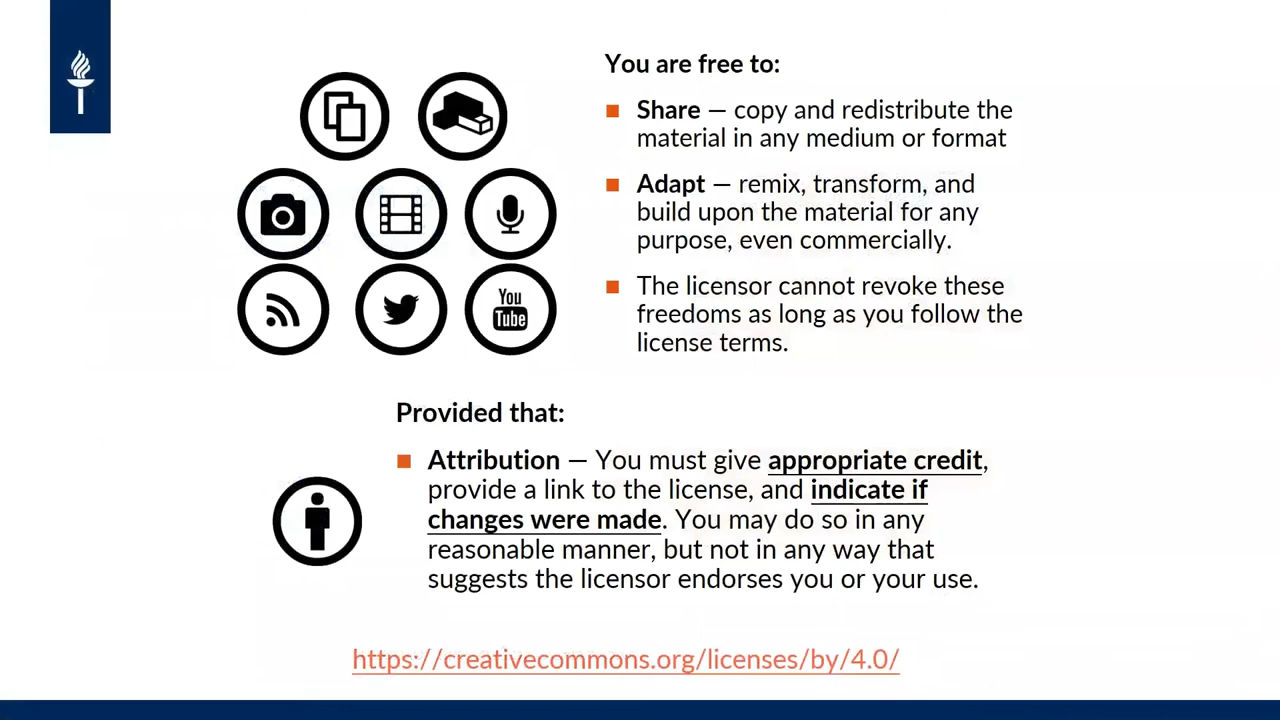 You are free to:
Share — copy and redistribute the
material in any medium or format
Adapt — remix, transform, and
build upon the material for any
purpose, even commercially.
The licensor cannot revoke these
freedoms as long as you follow the
license terms.
You
Tube
Provided that:
Attribution — You must give appropriate credit,
provide a link to the license, and indicate if
changes were made. You may do so in any
reasonable manner, but not in any way that
suggests the licensor endorses you or your use.
https://creativecommons.org/licenses/by/4.0/